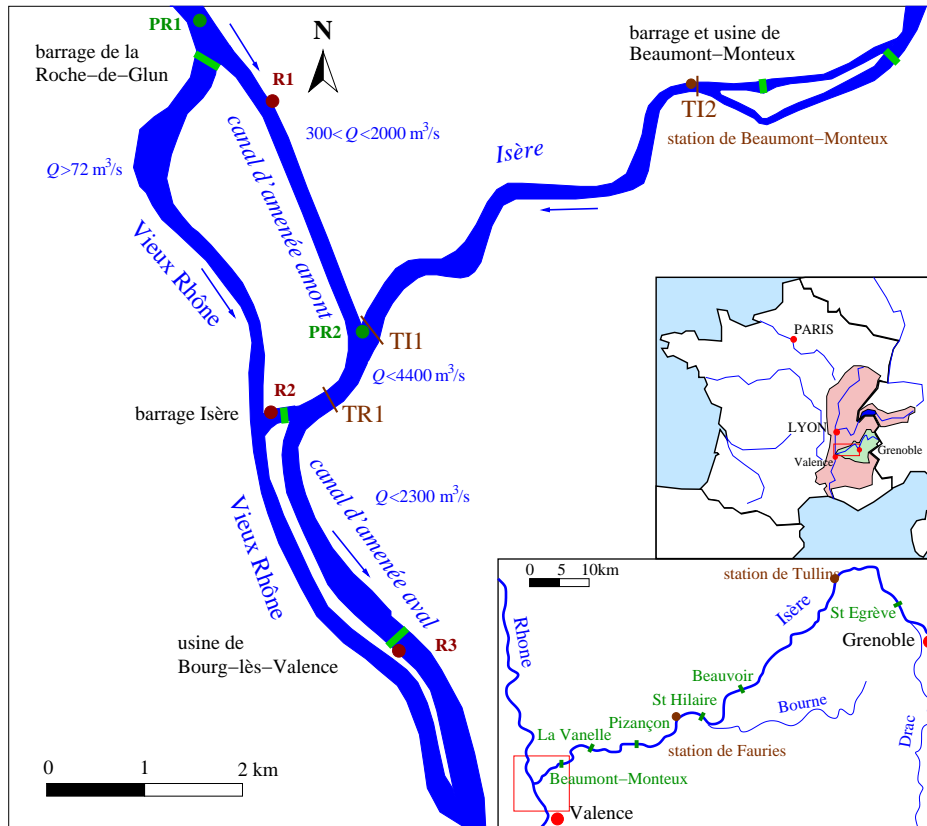 PR1
barrage de la
Roche−de−Glun
R1
N
barrage et usine de
Beaumont−Monteux
TI2
station de Beaumont−Monteux
300< Q<2000 m³/s
Q>72 m³/s
canal d'amenée amont
Isère
Vieux Rhône
PR2
TI1
Q<4400 m³/s
R2
barrage Isère
TR1
Q<2300 m³/s
canal d'amenée aval
Vieux Rhône
usine de
Bourg−lès−Valence
R3
0 1 2 km
PARIS
LYON
Grenoble
Valence
0 5 10km
station de Tullins
Isère
St Egrève
Grenoble
Rhone
Beauvoir
St Hilaire
Bourne
Pizançon
Drac
La Vanelle
station de Fauries
Beaumont−Monteux
Valence